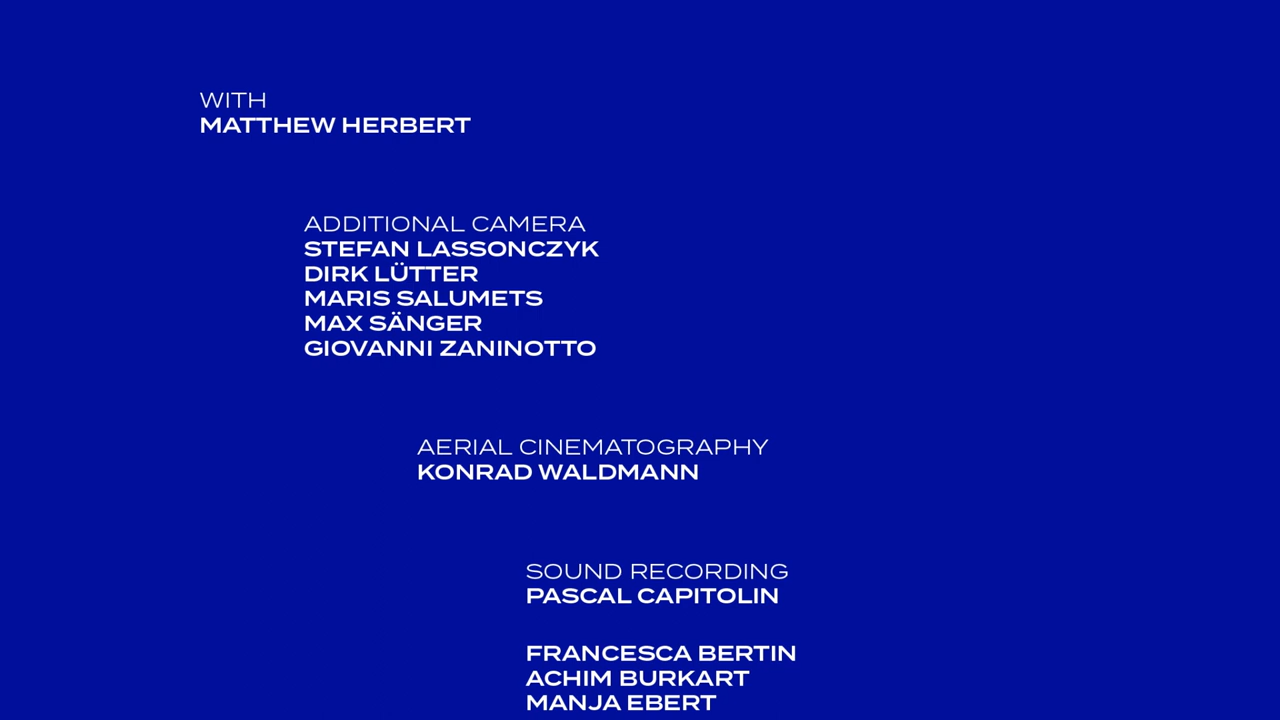 WITH
MATTHEW HERBERT
ADDITIONAL CAMERA
STEFAN LASSONCZYK
DIRK LÜTTER
MARIS SALUMETS
MAX SÄNGER
GIOVANNI ZANINOTTO
AERIAL CINEMATOGRAPHY
KONRAD WALDMANN
SOUND RECORDING
PASCAL CAPITOLIN
FRANCESCA BERTIN
ACHIM BURKART
MANJA EBERT